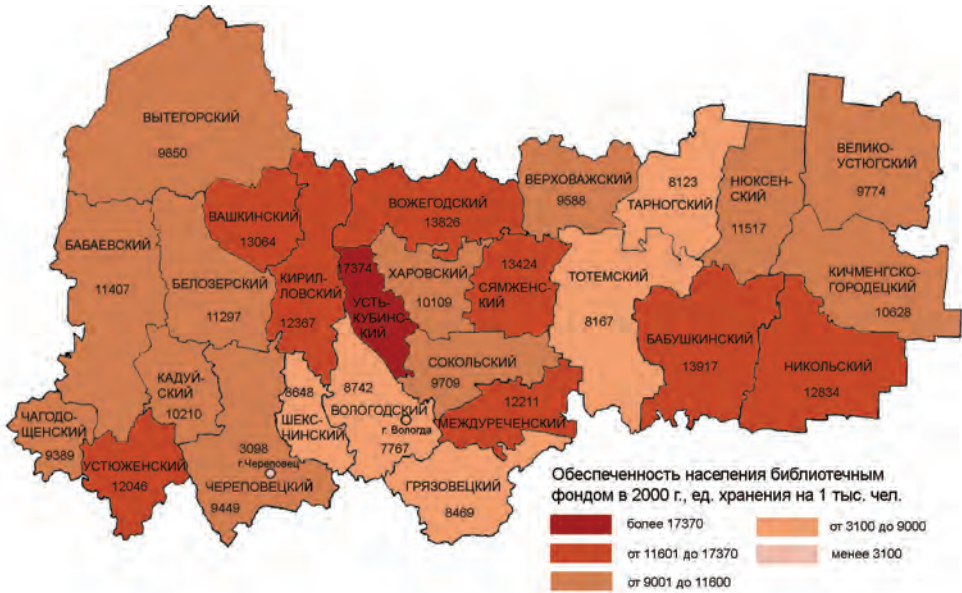 ВЫТЕГОРСКИЙ
9850
ВАШКИНСКИЙ
13064
ВОЖЕГОДСКИЙ
13826
ВЕРХОВАЖСКИЙ
9588
8123
ТАРНОГСКИЙ
НЮКСЕН-
СКИЙ
11517
ВЕЛИКО-
УСТЮГСКИЙ
9774
БАБАЕВСКИЙ
11407
БЕЛОЗЕРСКИЙ
11297
КИРИЛ-
ЛОВСКИЙ
12367
17374
УСТЬ-
КУБИН-
СКИЙ
ХАРОВСКИЙ
10109
13424
СЯМЖЕН-
СКИЙ
ТОТЕМСКИЙ
8167
КИЧМЕНГСКО-
ГОРОДЕЦКИЙ
10628
БАБУШКИНСКИЙ
13917
НИКОЛЬСКИЙ
12834
СОКОЛЬСКИЙ
9709
КАДУЙ-
СКИЙ
10210
8648
ШЕКС-
НИНСКИЙ
8742
ВОЛОГОДСКИЙ
г. Вологда
7767
12211
МЕЖДУРЕЧЕНСКИЙ
ЧАГОДО-
ЩЕНСКИЙ
9389
УСТЮЖЕНСКИЙ
12046
3098
г.Череповец
ЧЕРЕПОВЕЦКИЙ
9449
ГРЯЗОВЕЦКИЙ
8469
Обеспеченность населения библиотечным
фондом в 2000 г., ед. хранения на 1 тыс. чел.
более 17370
от 11601 до 17370
от 9001 до 11600
от 3100 до 9000
менее 3100